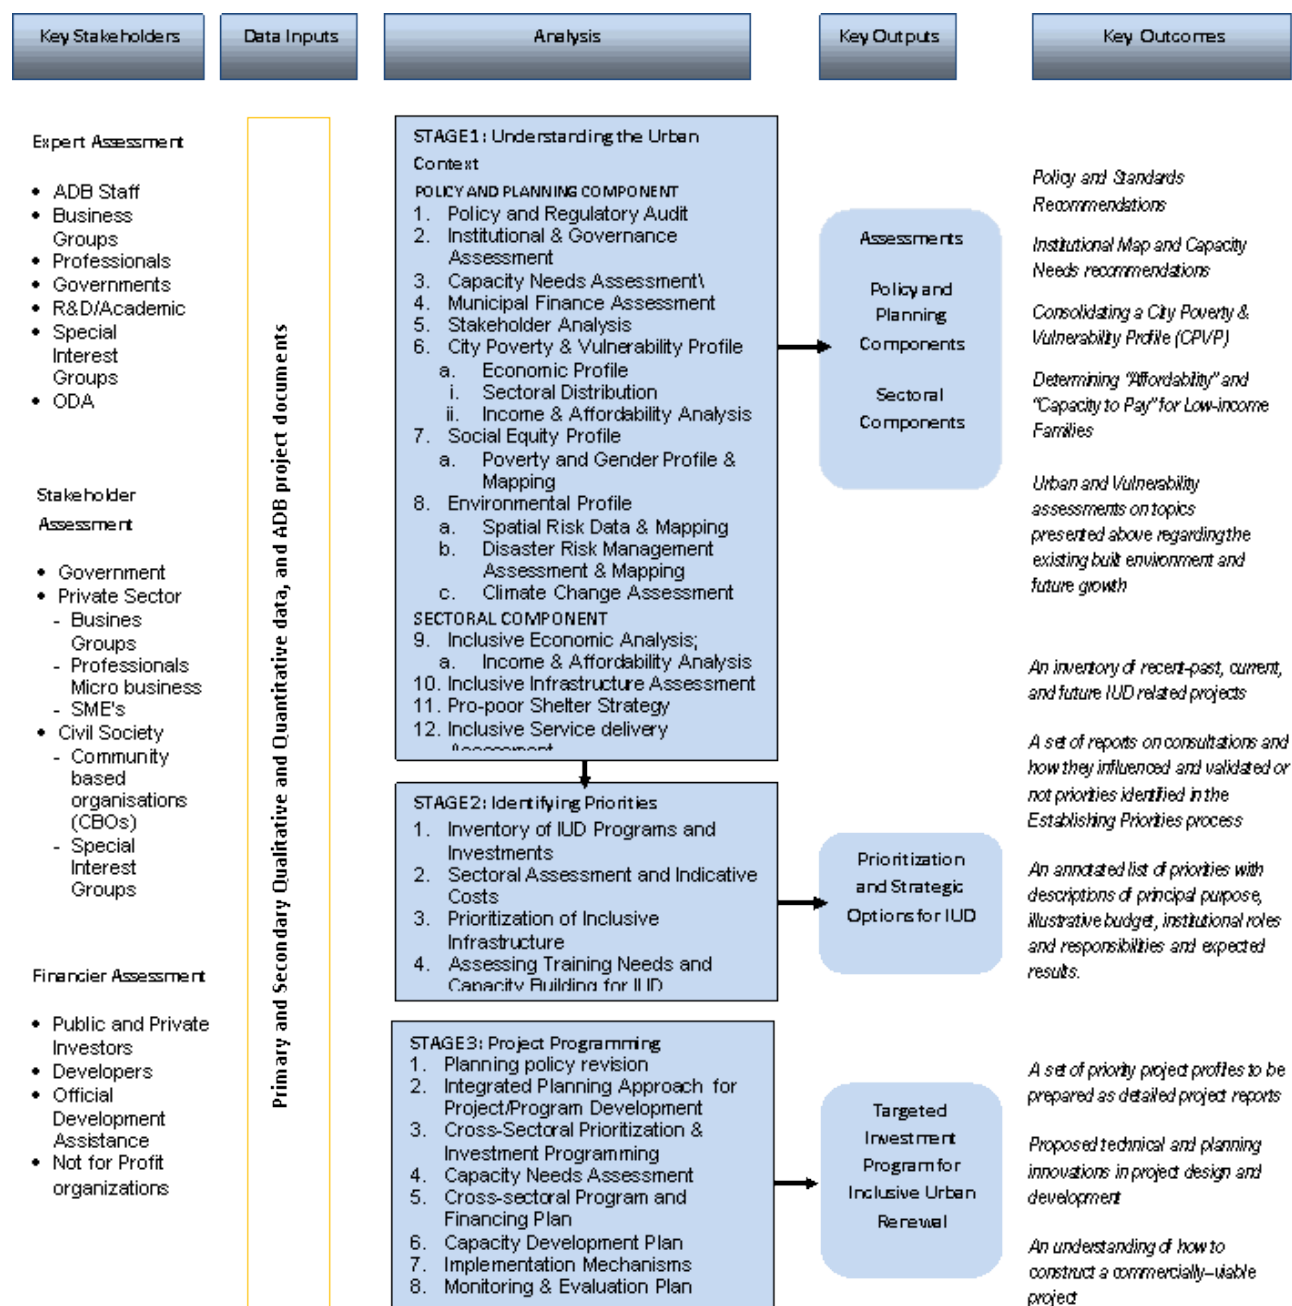 Key Stakeholders
Data Inputs
Analysis
Key Outputs
Key Outcomes
Expert Assessment
• ADB Staff
• Business
Groups
• Professionals
• Governments
• R&D/Academic
• Special
Interest
Groups
• ODA
Stakeholder
Assessment
• Government
• Private Sector
- Busines
Groups
- Professionals
Micro business
- SME's
• Civil Society
- Community
based
organisations
(CBOs)
- Special
Interest
Groups
Financier Assessment
• Public and Private
Investors
• Developers
• Official
Development
Assistance
• Not for Profit
organizations
Primary and Secondary Qualitative and Quantitative data, and ADB project documents
STAGE1: Understanding the Urban
Context
POLICY AND PLANNING COMPONENT
1. Policy and Regulatory Audit
2. Institutional & Governance
Assessment
3. Capacity Needs Assessment\
4. Municipal Finance Assessment
5. Stakeholder Analysis
6. City Poverty & Vulnerability Profile
a. Economic Profile
i. Sectoral Distribution
ii. Income & Affordability Analysis
7. Social Equity Profile
a. Poverty and Gender Profile &
Mapping
8. Environmental Profile
a. Spatial Risk Data & Mapping
b. Disaster Risk Management
Assessment & Mapping
c. Climate Change Assessment
SECTORAL COMPONENT
9. Inclusive Economic Analysis;
a. Income & Affordability Analysis
10. Inclusive Infrastructure Assessment
11. Pro-poor Shelter Strategy
12. Inclusive Service delivery
Assessment
STAGE2: Identifying Priorities
1. Inventory of IUD Programs and
Investments
2. Sectoral Assessment and Indicative
Costs
3. Prioritization of Inclusive
Infrastructure
4. Assessing Training Needs and
Capacity Building for IUD
STAGE3: Project Programming
1. Planning policy revision
2. Integrated Planning Approach for
Project/Program Development
3. Cross-Sectoral Prioritization &
Investment Programming
4. Capacity Needs Assessment
5. Cross-sectoral Program and
Financing Plan
6. Capacity Development Plan
7. Implementation Mechanisms
8. Monitoring & Evaluation Plan
Assessments
Policy and
Planning
Components
Sectoral
Components
Prioritization
and Strategic
Options for IUD
Targeted
Investment
Program for
Inclusive Urban
Renewal
Policy and Standards
Recommendations
Institutional Map and Capacity
Needs recommendations
Consolidating a City Poverty &
Vulnerability Profile (CPVP)
Determining "Affordability" and
"Capacity to Pay" for Low-income
Families
Urban and Vulnerability
assessments on topics
presented above regarding the
existing built environment and
future growth
An inventory of recent-past, current,
and future IUD related projects
A set of reports on consultations and
how they influenced and validated or
not priorities identified in the
Establishing Priorities process
An annotated list of priorities with
descriptions of principal purpose,
illustrative budget, institutional roles
and responsibilities and expected
results.
A set of priority project profiles to be
prepared as detailed project reports
Proposed technical and planning
innovations in project design and
development
An understanding of how to
construct a commercially–viable
project